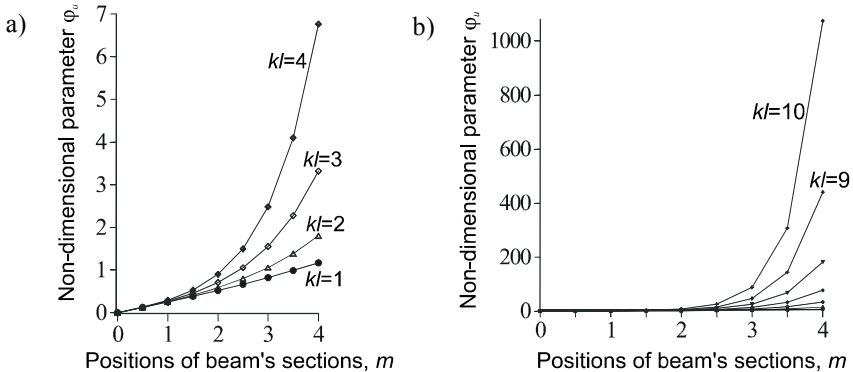 a)
Non-dimensional parameter φᵤ
7
6
5
4
3
2
1
0
kl=4
kl=3
kl=2
kl=1
0 1 2 3 4
Positions of beam's sections, m
b)
Non-dimensional parameter φᵤ
1000
800
600
400
200
0
kl=10
kl=9
0 1 2 3 4
Positions of beam's sections, m